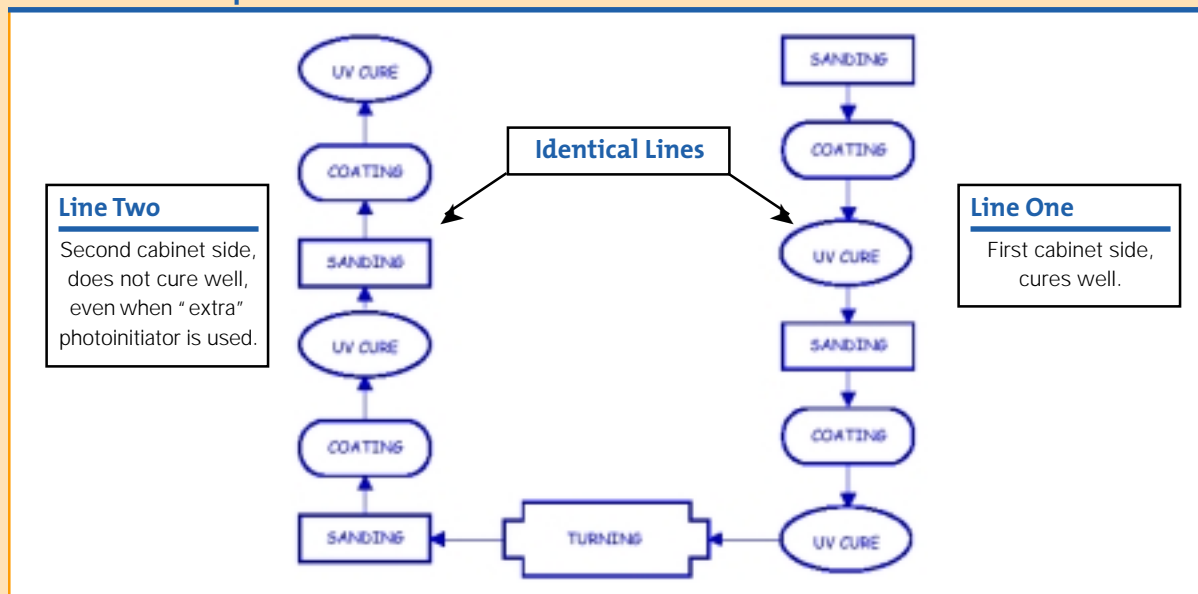 Identical Lines
Line One
First cabinet side,
cures well.
SANDING
COATING
UV CURE
SANDING
COATING
UV CURE
TURNING
SANDING
COATING
UV CURE
SANDING
COATING
UV CURE
Line Two
Second cabinet side,
does not cure well,
even when "extra"
photoinitiator is used.